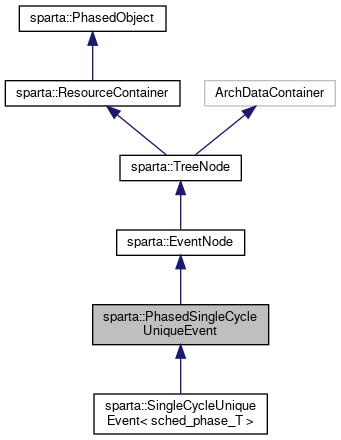 sparta::PhasedObject
sparta::ResourceContainer
ArchDataContainer
sparta::TreeNode
sparta::EventNode
sparta::PhasedSingleCycle
UniqueEvent
sparta::SingleCycleUnique
Event< sched_phase_T >